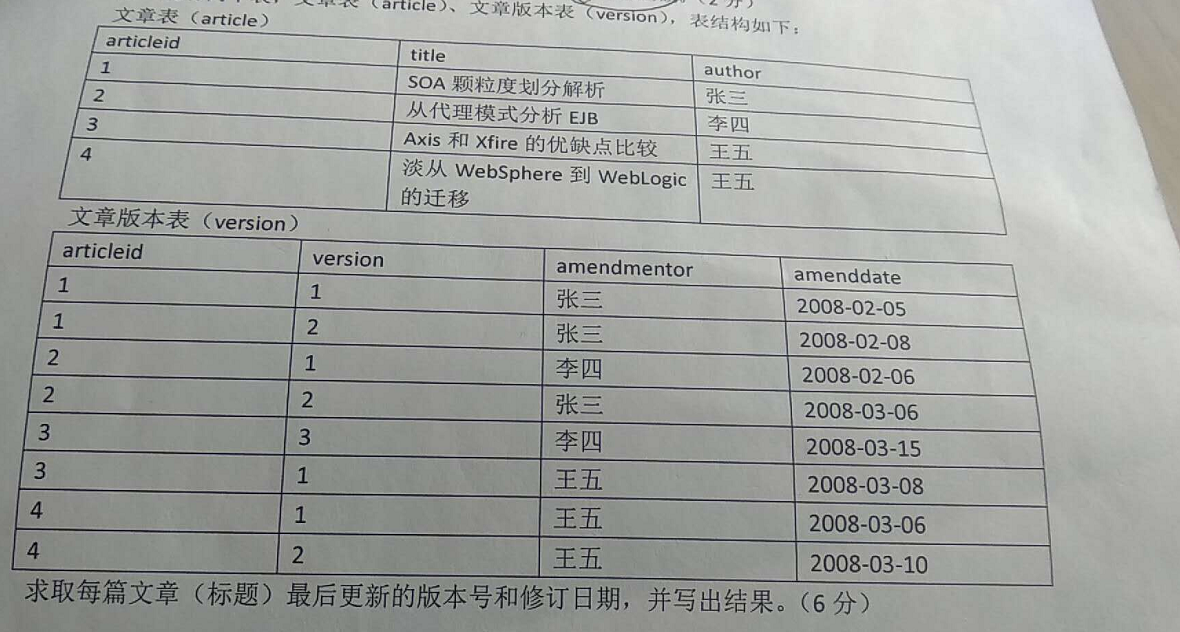 文章表（article）、文章版本表（version），表结构如下：
文章表（article）
articleid title author
1 SOA 颗粒度划分解析 张三
2 从代理模式分析 EJB 李四
3 Axis 和 Xfire 的优缺点比较 王五
4 淡从 WebSphere 到 WebLogic 王五
的迁移
文章版本表（version）
articleid version amendmentor amenddate
1 1 张三 2008-02-05
1 2 张三 2008-02-08
2 1 李四 2008-02-06
2 2 张三 2008-03-06
3 3 李四 2008-03-15
3 1 王五 2008-03-08
4 1 王五 2008-03-06
4 2 王五 2008-03-10
求取每篇文章（标题）最后更新的版本号和修订日期，并写出结果。（6 分）